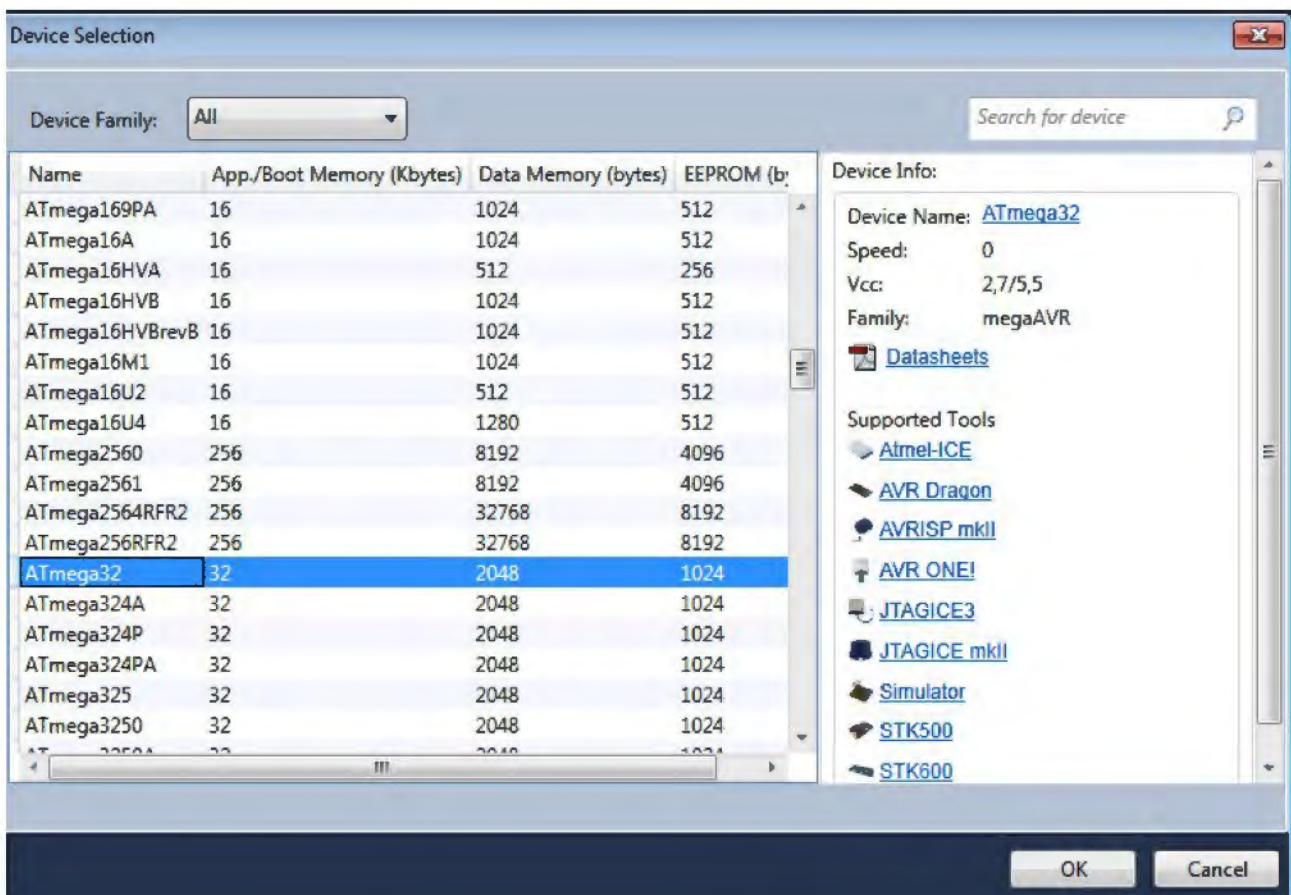 Device Selection
Device Family: All Search for device
Name App./Boot Memory (Kbytes) Data Memory (bytes) EEPROM (by
ATmega169PA 16 1024 512
ATmega16A 16 1024 512
ATmega16HVA 16 512 256
ATmega16HVB 16 1024 512
ATmega16HVBrevB 16 1024 512
ATmega16M1 16 1024 512
ATmega16U2 16 512 512
ATmega16U4 16 1280 512
ATmega2560 256 8192 4096
ATmega2561 256 8192 4096
ATmega2564RFR2 256 32768 8192
ATmega256RFR2 256 32768 8192
ATmega32 32 2048 1024
ATmega324A 32 2048 1024
ATmega324P 32 2048 1024
ATmega324PA 32 2048 1024
ATmega325 32 2048 1024
ATmega3250 32 2048 1024
Device Info:
Device Name: ATmega32
Speed: 0
Vcc: 2,7/5,5
Family: megaAVR
Datasheets
Supported Tools
Atmel-ICE
AVR Dragon
AVRISP mkII
AVR ONE!
JTAGICE3
JTAGICE mkII
Simulator
STK500
STK600
OK Cancel